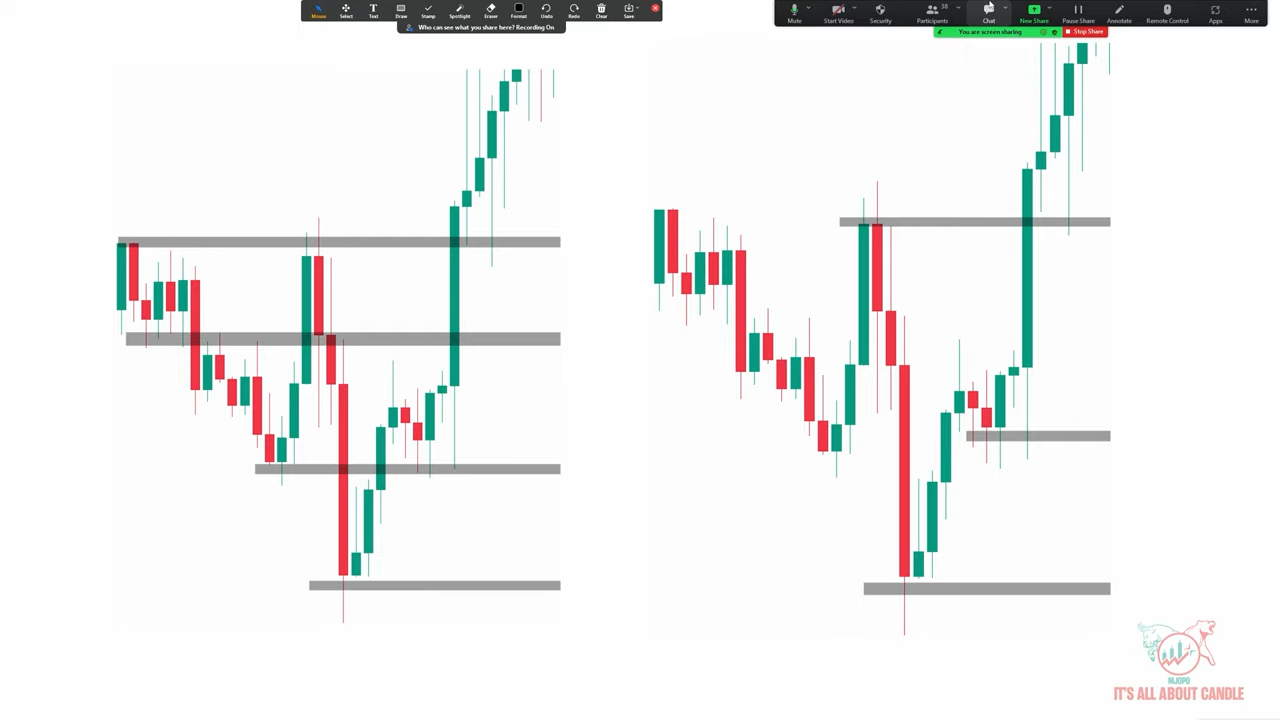 Mouse Select Text Draw Stamp Spotlight Eraser Format Undo Redo Clear Save
Who can see what you share here? Recording On
38
Mute Start Video Security Participants Chat New Share Pause Share Annotate Remote Control Apps More
You are screen sharing Stop Share
MJOPO
IT'S ALL ABOUT CANDLE